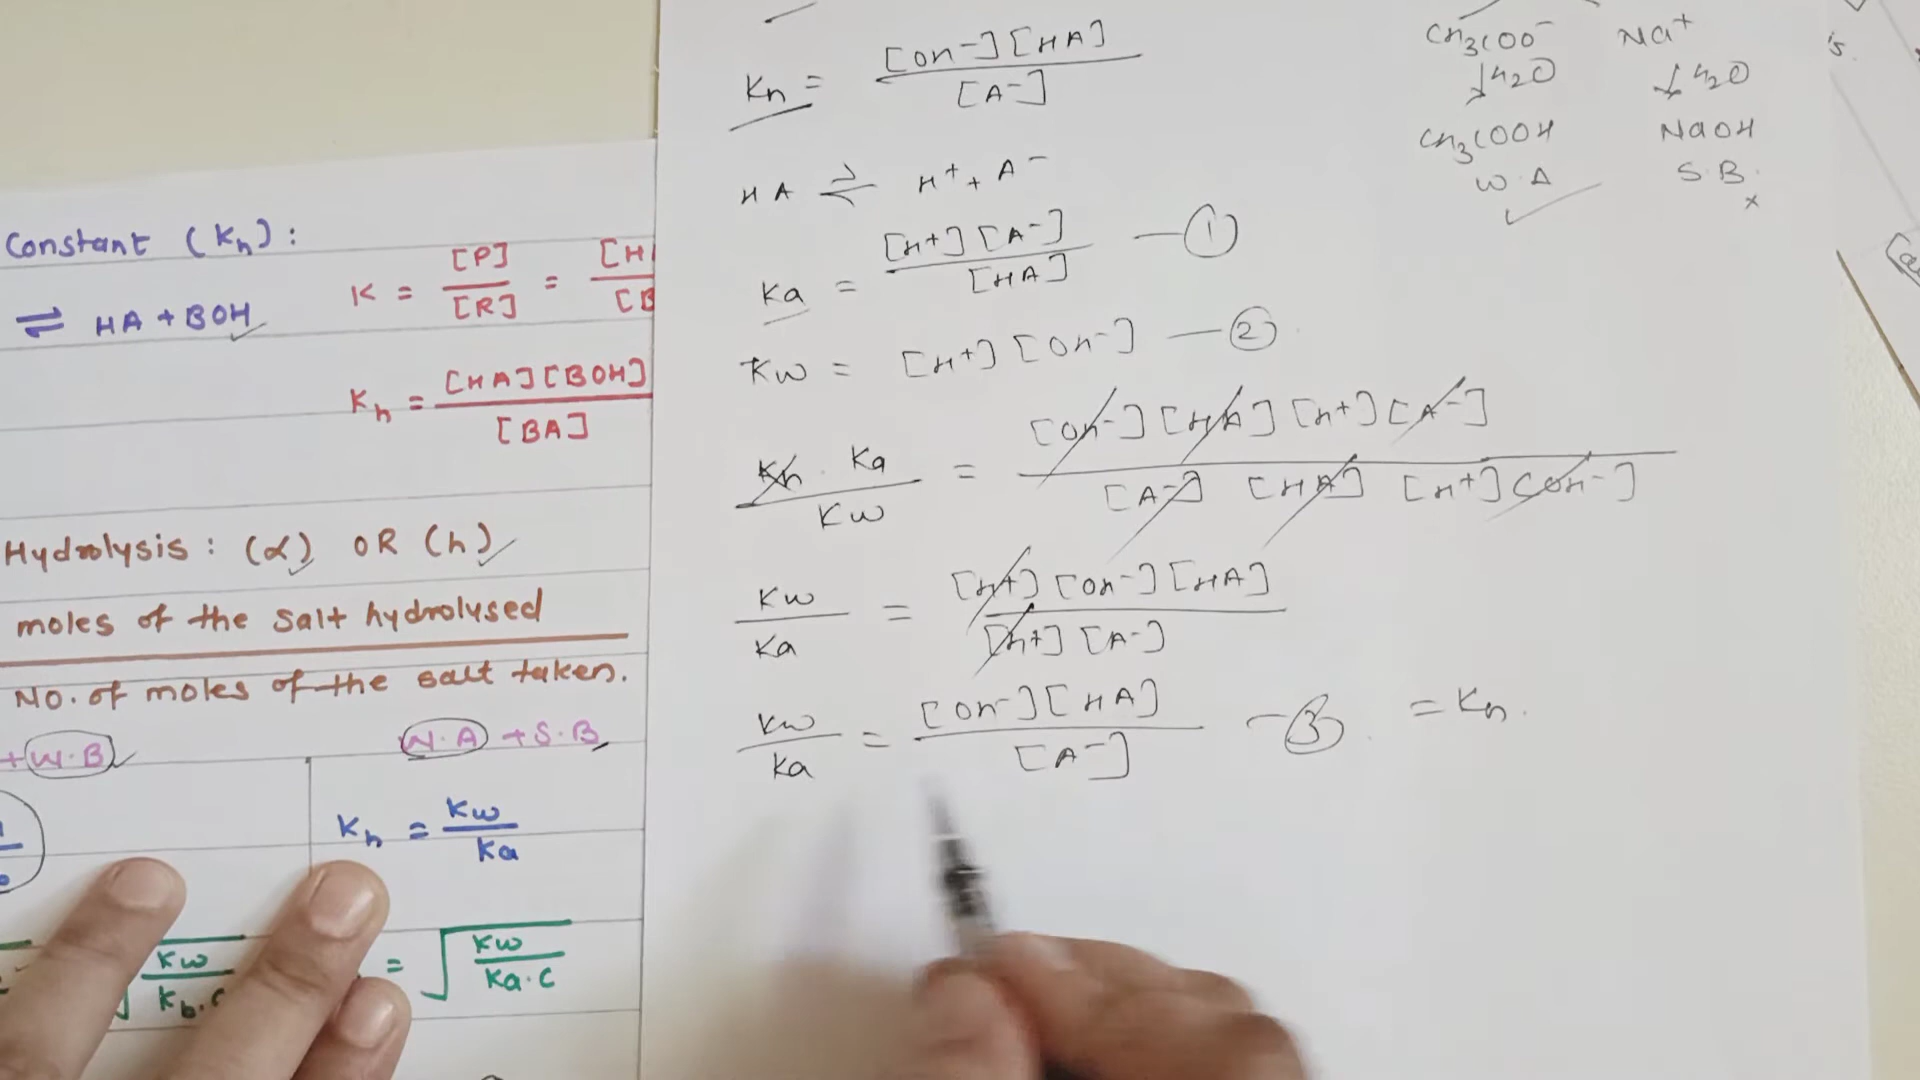 Constant (Kh) :
⇌ HA + BOH
K = [P] / [R] = [H / [B
Kh = [HA][BOH] / [BA]
Hydrolysis : (α) OR (h)
moles of the salt hydrolysed
No. of moles of the salt taken.
+ W.B
W.A + S.B
Kh = Kw / Ka
Kw / Kb.C
= √ Kw / Ka.C
Kh = [OH-][HA] / [A-]
HA ⇌ H+ + A-
Ka = [H+][A-] / [HA] — 1
Kw = [H+][OH-] — 2
Kh . Ka / Kw = [OH-][HA][H+][A-] / [A-][HA][H+][OH-]
Kw / Ka = [H+][OH-][HA] / [H+][A-]
Kw / Ka = [OH-][HA] / [A-] — 3 = Kh.
CH3COO- Na+
↓H2O ↓H2O
CH3COOH NaOH
W.A S.B.
x